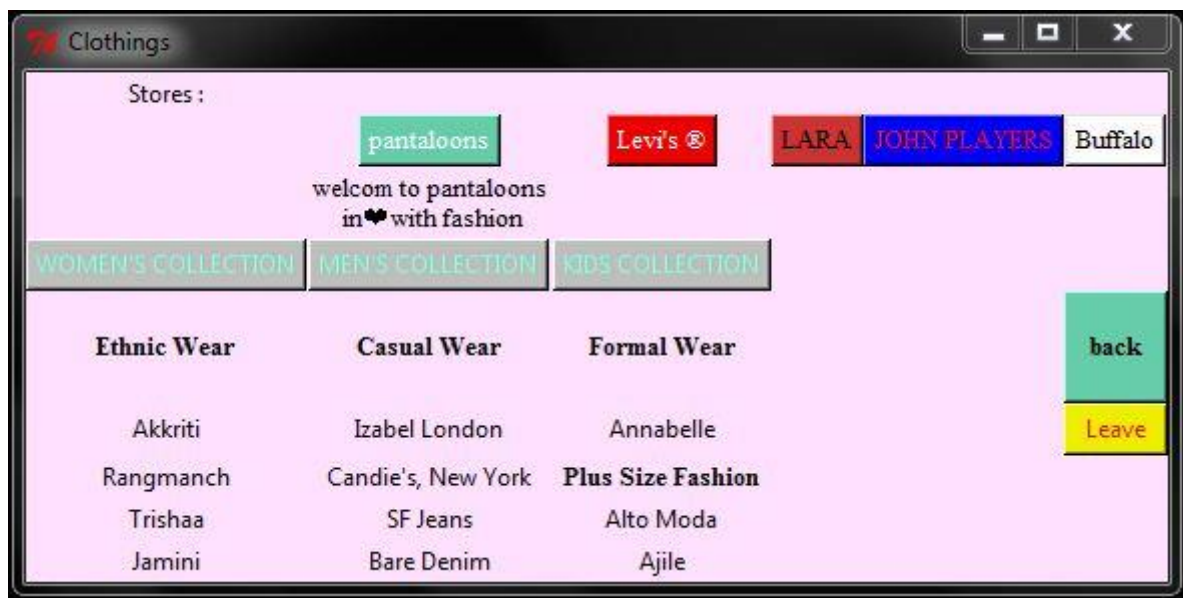 Clothings
Stores :
pantaloons Levi's ® LARA JOHN PLAYERS Buffalo
welcom to pantaloons
in❤with fashion
WOMEN'S COLLECTION MEN'S COLLECTION KIDS COLLECTION
Ethnic Wear Casual Wear Formal Wear back
Akkriti Izabel London Annabelle Leave
Rangmanch Candie's, New York Plus Size Fashion
Trishaa SF Jeans Alto Moda
Jamini Bare Denim Ajile